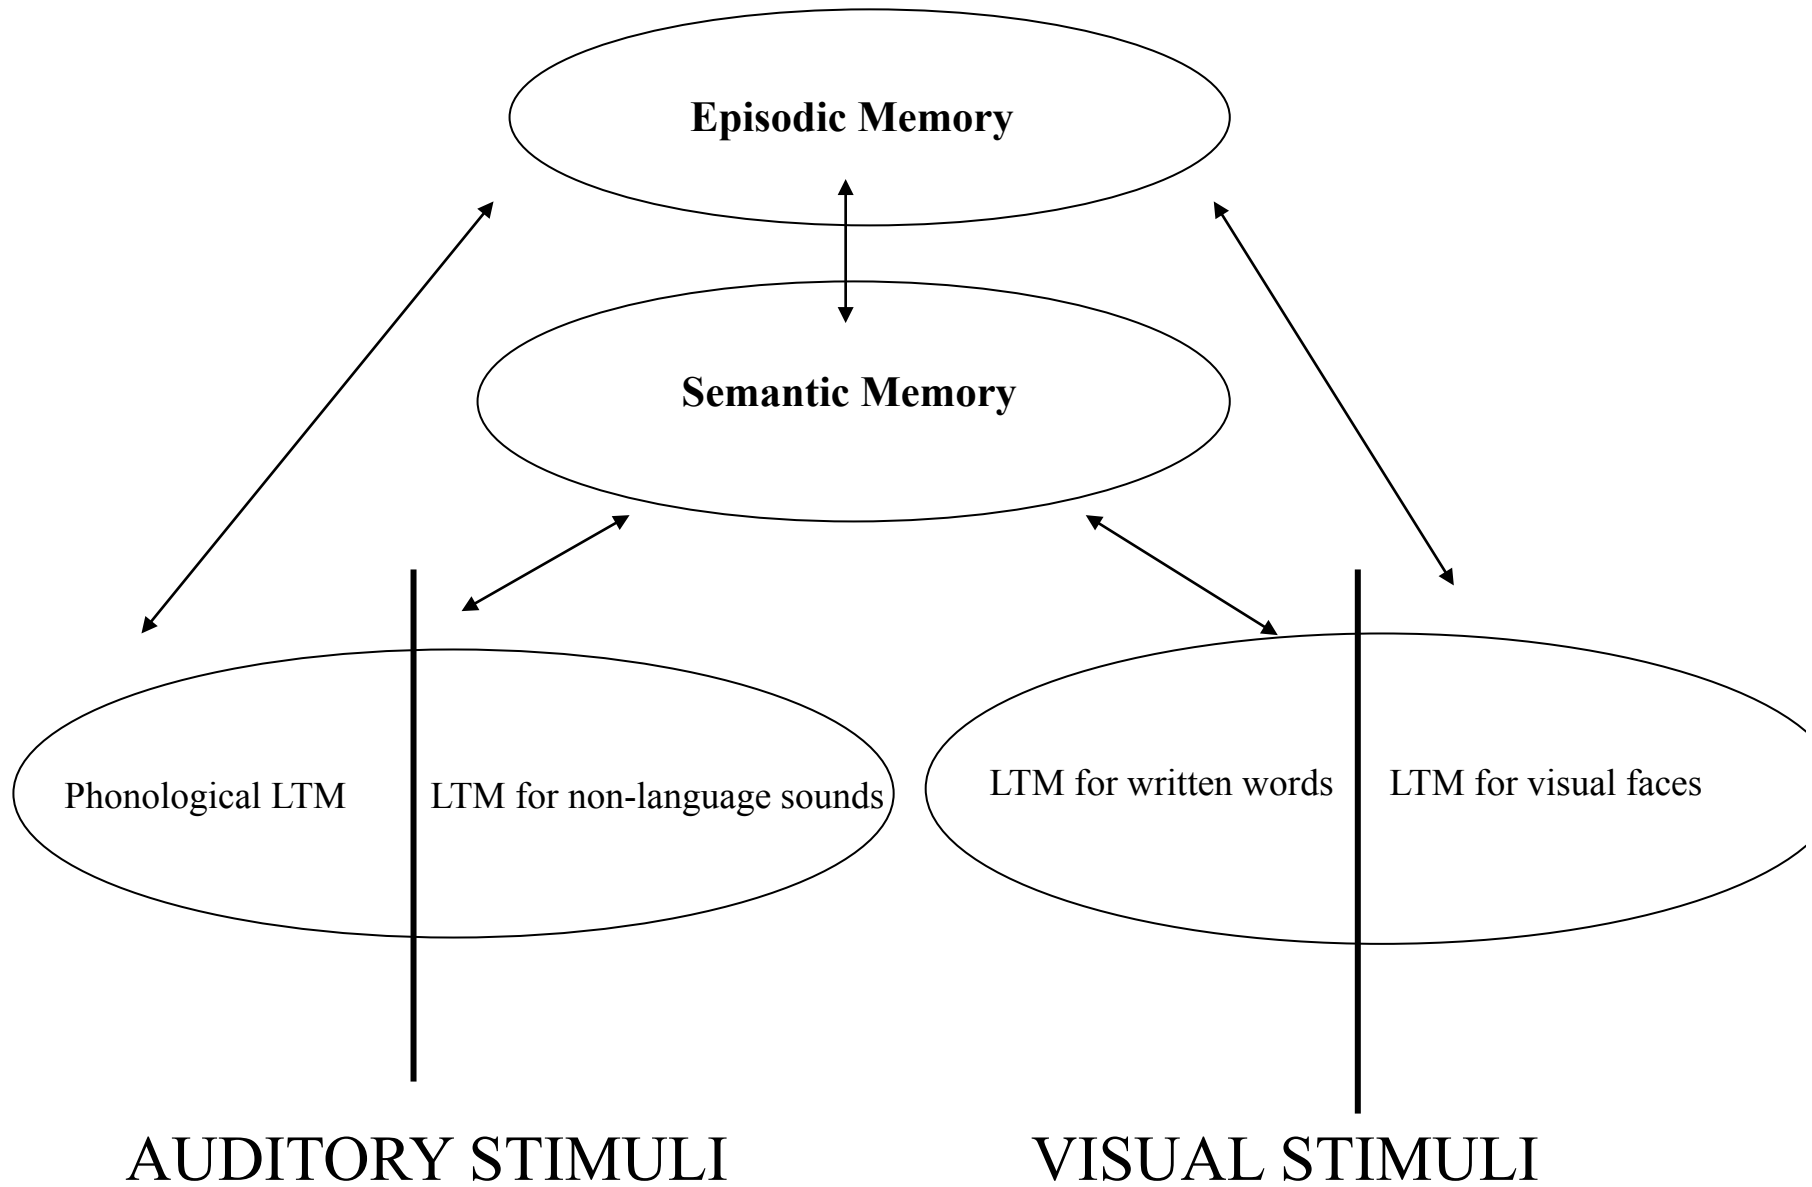 Episodic Memory
Semantic Memory
Phonological LTM
LTM for non-language sounds
LTM for written words
LTM for visual faces
AUDITORY STIMULI
VISUAL STIMULI